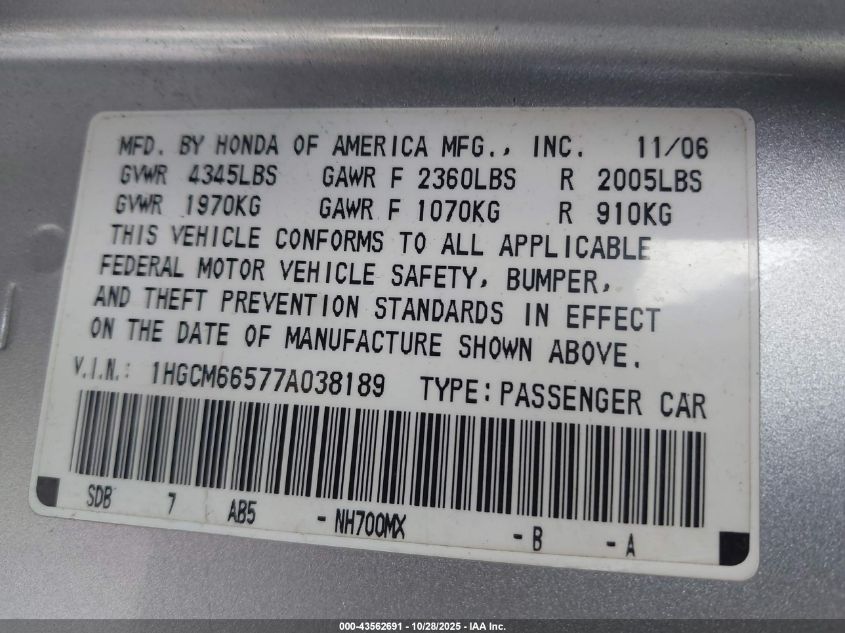 MFD. BY HONDA OF AMERICA MFG., INC. 11/06
GVWR 4345LBS GAWR F 2360LBS R 2005LBS
GVWR 1970KG GAWR F 1070KG R 910KG
THIS VEHICLE CONFORMS TO ALL APPLICABLE
FEDERAL MOTOR VEHICLE SAFETY, BUMPER,
AND THEFT PREVENTION STANDARDS IN EFFECT
ON THE DATE OF MANUFACTURE SHOWN ABOVE.
V.I.N.: 1HGCM66577A038189 TYPE:PASSENGER CAR
SDB 7 AB5 - NH700MX - B - A
000-43562691 - 10/28/2025 - IAA Inc.